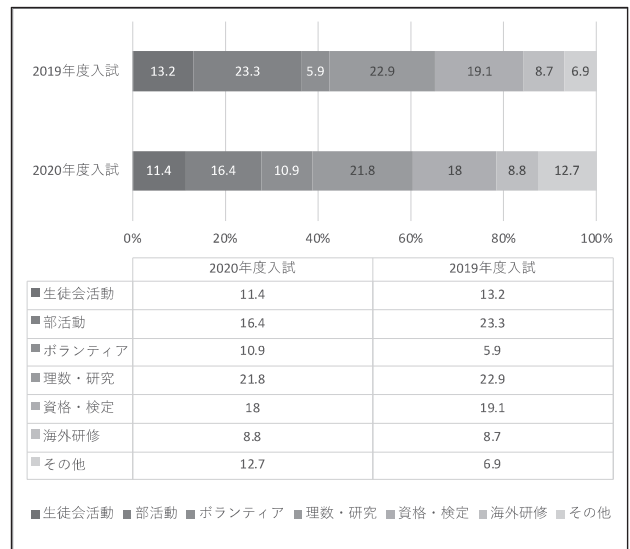 2019年度入試 13.2 23.3 5.9 22.9 19.1 8.7 6.9
2020年度入試 11.4 16.4 10.9 21.8 18 8.8 12.7
0% 20% 40% 60% 80% 100%
2020年度入試 2019年度入試
生徒会活動 11.4 13.2
部活動 16.4 23.3
ボランティア 10.9 5.9
理数・研究 21.8 22.9
資格・検定 18 19.1
海外研修 8.8 8.7
その他 12.7 6.9
生徒会活動 部活動 ボランティア 理数・研究 資格・検定 海外研修 その他